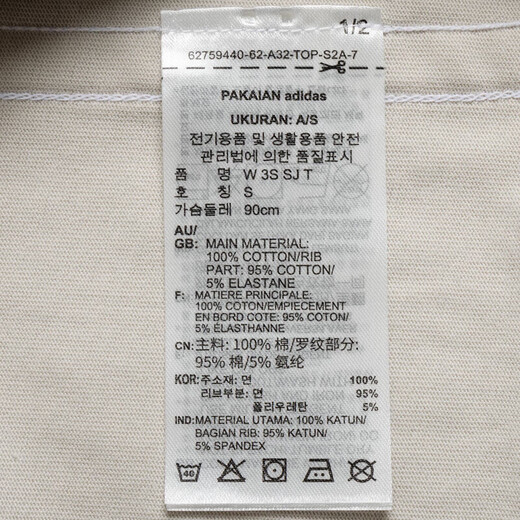 1/2
62759440-62-A32-TOP-S2A-7
PAKAIAN adidas
UKURAN: A/S
전기용품 및 생활용품 안전
관리법에 의한 품질표시
품 명 W 3S SJ T
호 칭 S
가슴둘레 90cm
AU/
GB: MAIN MATERIAL:
100% COTTON/RIB
PART: 95% COTTON/
5% ELASTANE
F: MATIERE PRINCIPALE:
100% COTON/EMPIECEMENT
EN BORD COTE: 95% COTON/
5% ÉLASTHANNE
CN: 主料: 100% 棉/罗纹部分:
95% 棉/5% 氨纶
KOR: 주소재: 면 100%
리브부분: 면 95%
폴리우레탄 5%
IND: MATERIAL UTAMA: 100% KATUN/
BAGIAN RIB: 95% KATUN/
5% SPANDEX
40